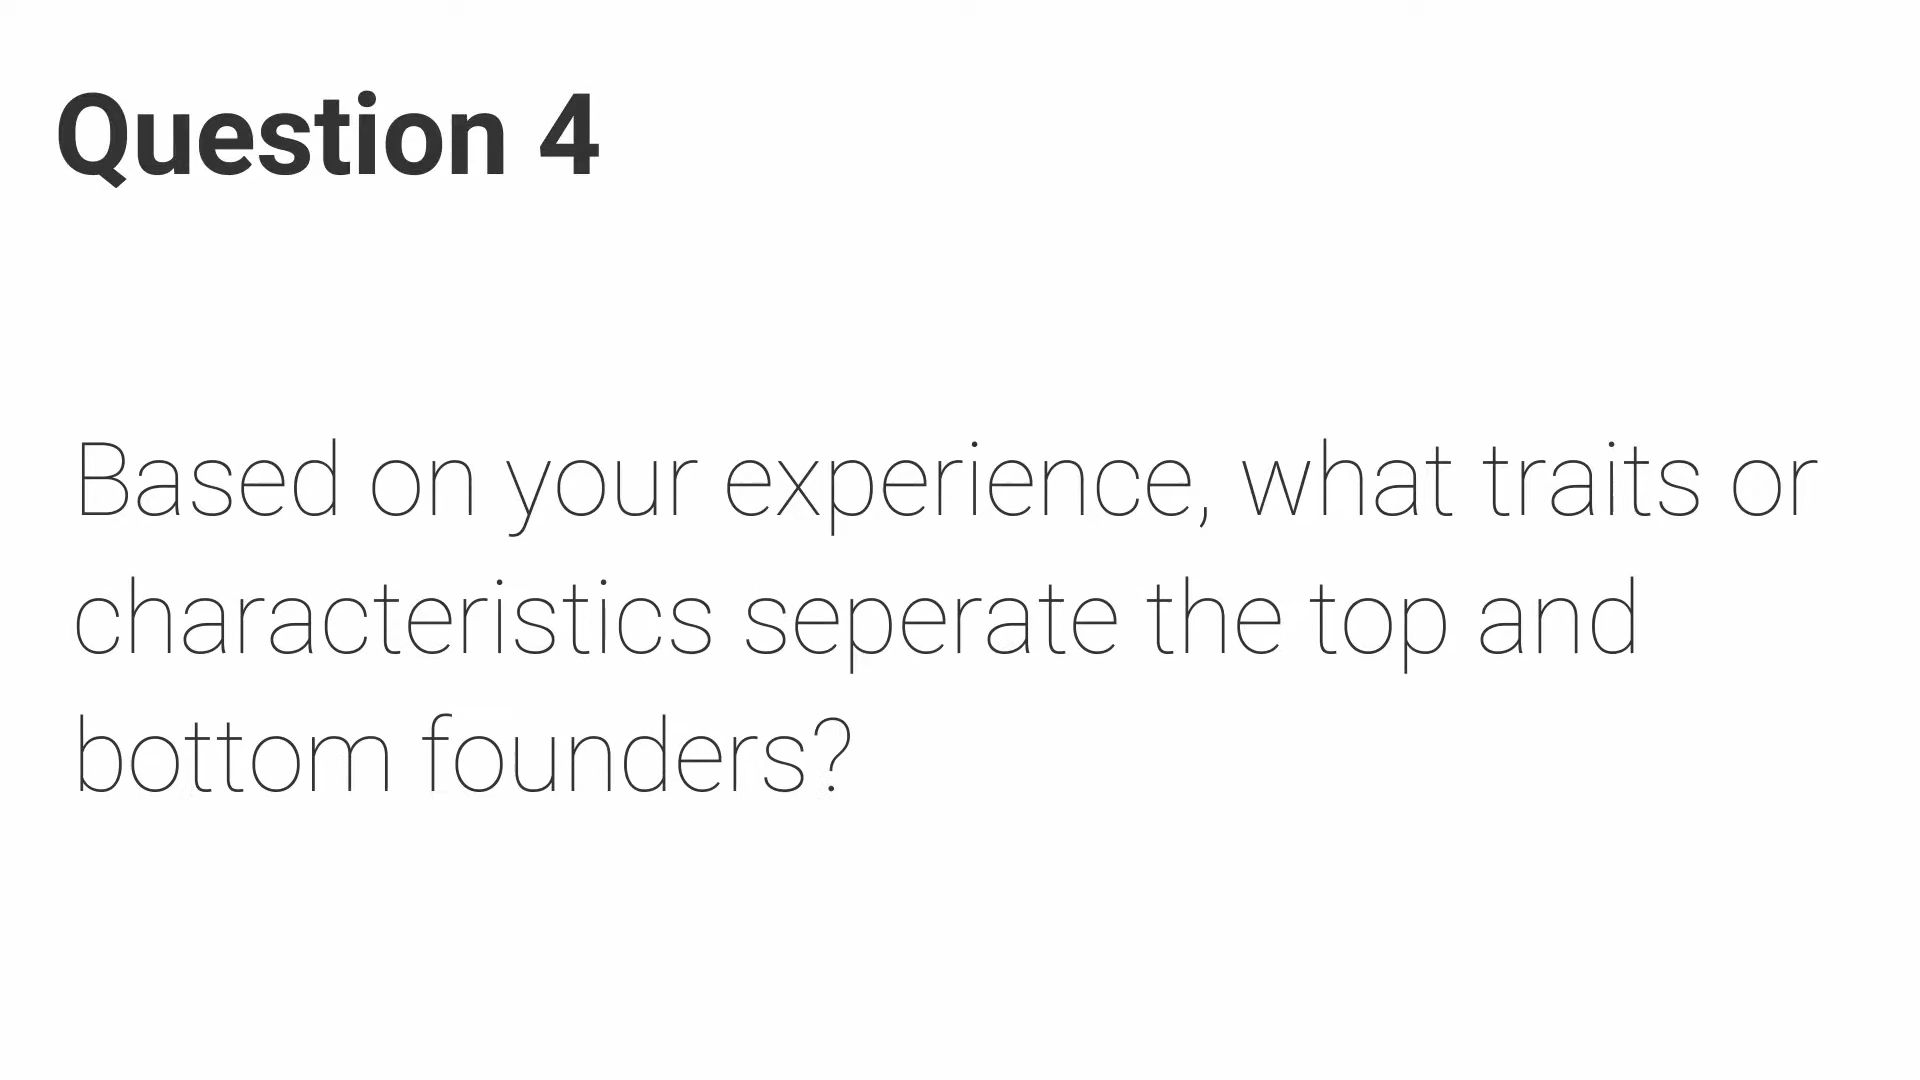 Question 4
Based on your experience, what traits or
characteristics seperate the top and
bottom founders?